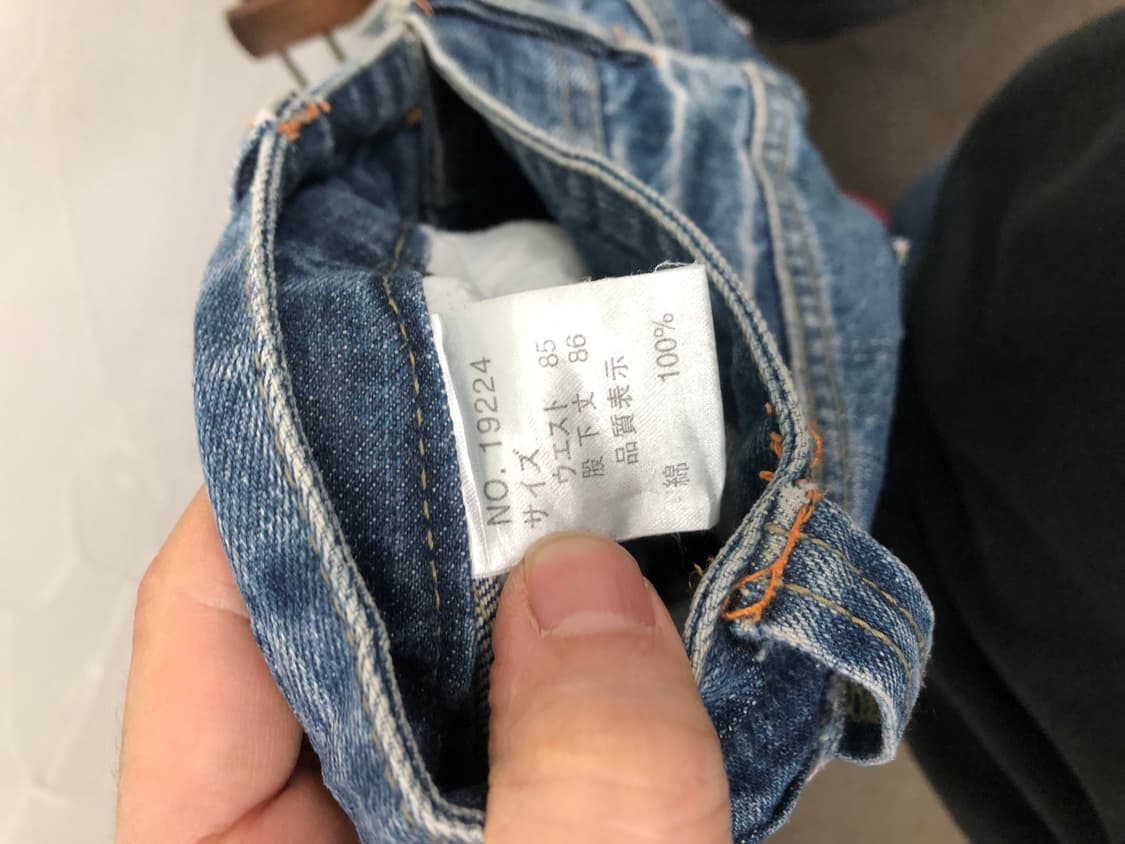 NO. 19224
サイズ
ウエスト 85
股下丈 86
品質表示
綿 100%